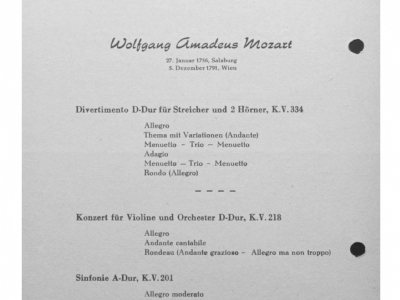 Wolfgang Amadeus Mozart
27. Januar 1756, Salzburg
5. Dezember 1791, Wien
Divertimento D-Dur für Streicher und 2 Hörner, K.V. 334
Allegro
Thema mit Variationen (Andante)
Menuetto - Trio - Menuetto
Adagio
Menuetto - Trio - Menuetto
Rondo (Allegro)
– – – –
Konzert für Violine und Orchester D-Dur, K.V. 218
Allegro
Andante cantabile
Rondeau (Andante grazioso - Allegro ma non troppo)
Sinfonie A-Dur, K.V. 201
Allegro moderato